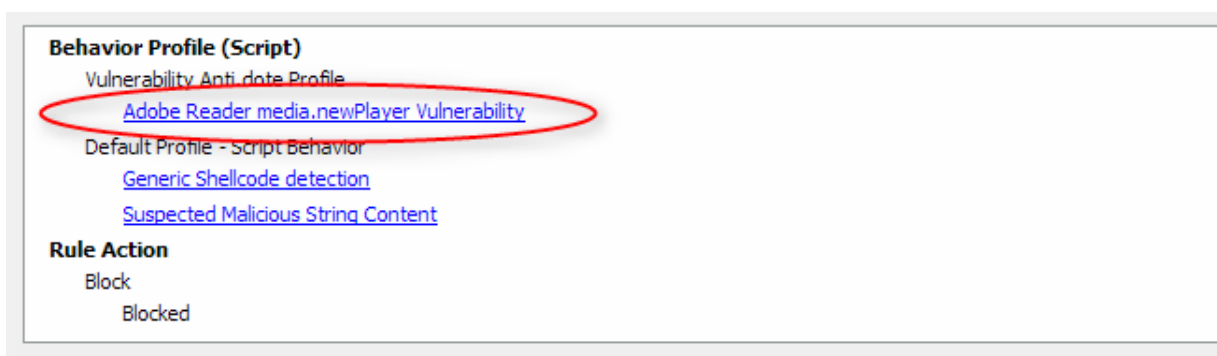 Behavior Profile (Script)
Vulnerability Anti.dote Profile
Adobe Reader media.newPlayer Vulnerability
Default Profile - Script Behavior
Generic Shellcode detection
Suspected Malicious String Content
Rule Action
Block
Blocked